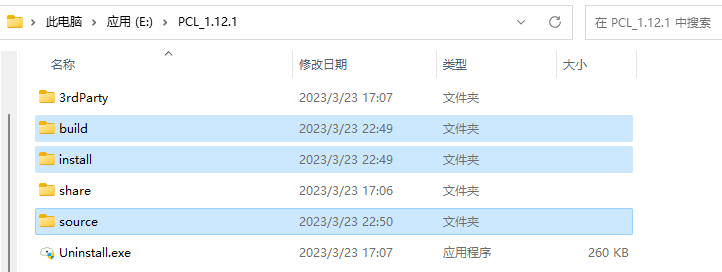 此电脑 应用 (E:) PCL_1.12.1 在 PCL_1.12.1 中搜索
名称 修改日期 类型 大小
3rdParty 2023/3/23 17:07 文件夹
build 2023/3/23 22:49 文件夹
install 2023/3/23 22:49 文件夹
share 2023/3/23 17:06 文件夹
source 2023/3/23 22:50 文件夹
Uninstall.exe 2023/3/23 17:07 应用程序 260 KB